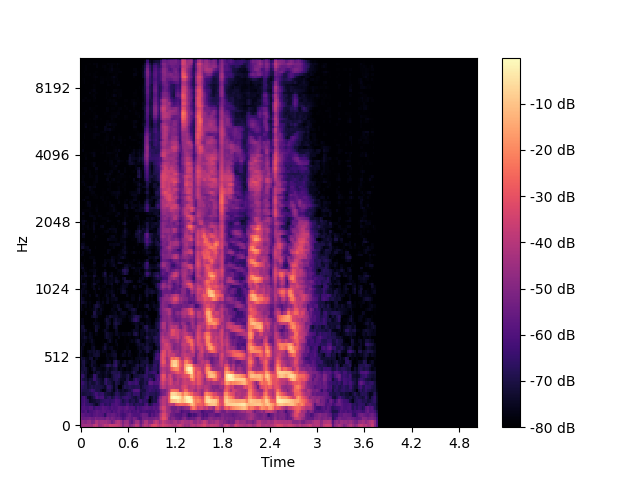 8192
4096
2048
1024
512
0
Hz
0 0.6 1.2 1.8 2.4 3 3.6 4.2 4.8
Time
-10 dB
-20 dB
-30 dB
-40 dB
-50 dB
-60 dB
-70 dB
-80 dB